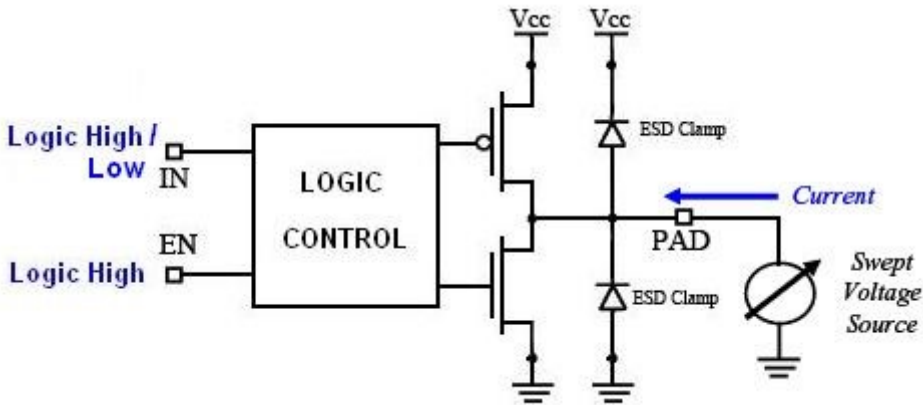 Vcc
Vcc
Logic High /
Low
IN
EN
Logic High
LOGIC
CONTROL
ESD Clamp
ESD Clamp
PAD
Current
Swept
Voltage
Source